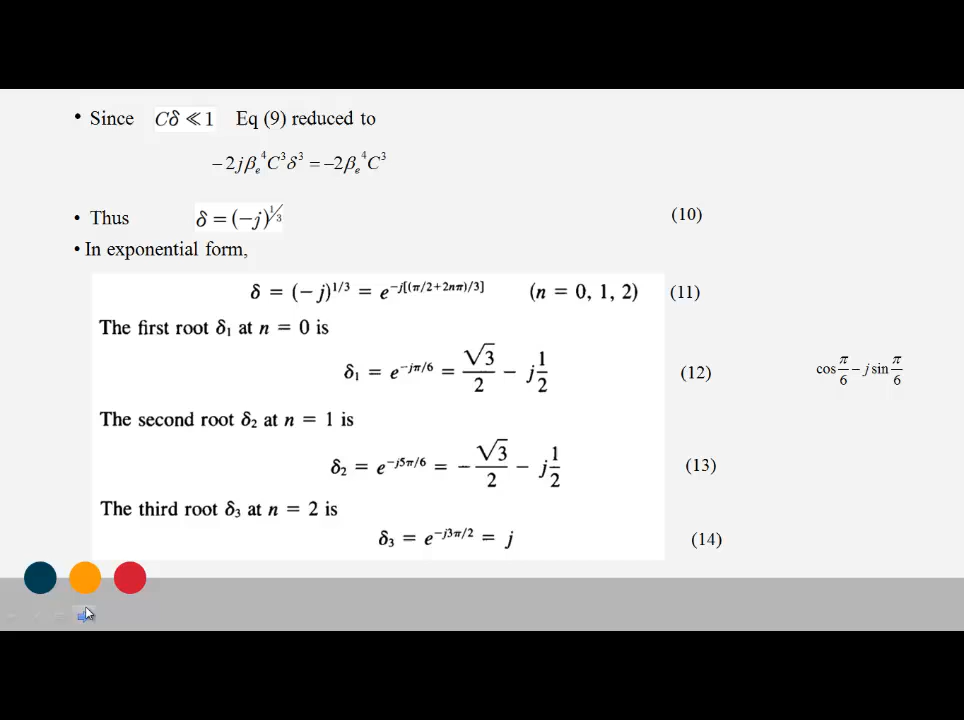 • Since Cδ ≪ 1 Eq (9) reduced to
−2jβₑ⁴C³δ³ = −2βₑ⁴C³
• Thus δ = (−j)^{1/3} (10)
• In exponential form,
δ = (− j)^{1/3} = e^{−j[(π/2+2nπ)/3]} (n = 0, 1, 2) (11)
The first root δ₁ at n = 0 is
δ₁ = e^{−jπ/6} = √3/2 − j 1/2 (12) cos π/6 − j sin π/6
The second root δ₂ at n = 1 is
δ₂ = e^{−j5π/6} = − √3/2 − j 1/2 (13)
The third root δ₃ at n = 2 is
δ₃ = e^{−j3π/2} = j (14)